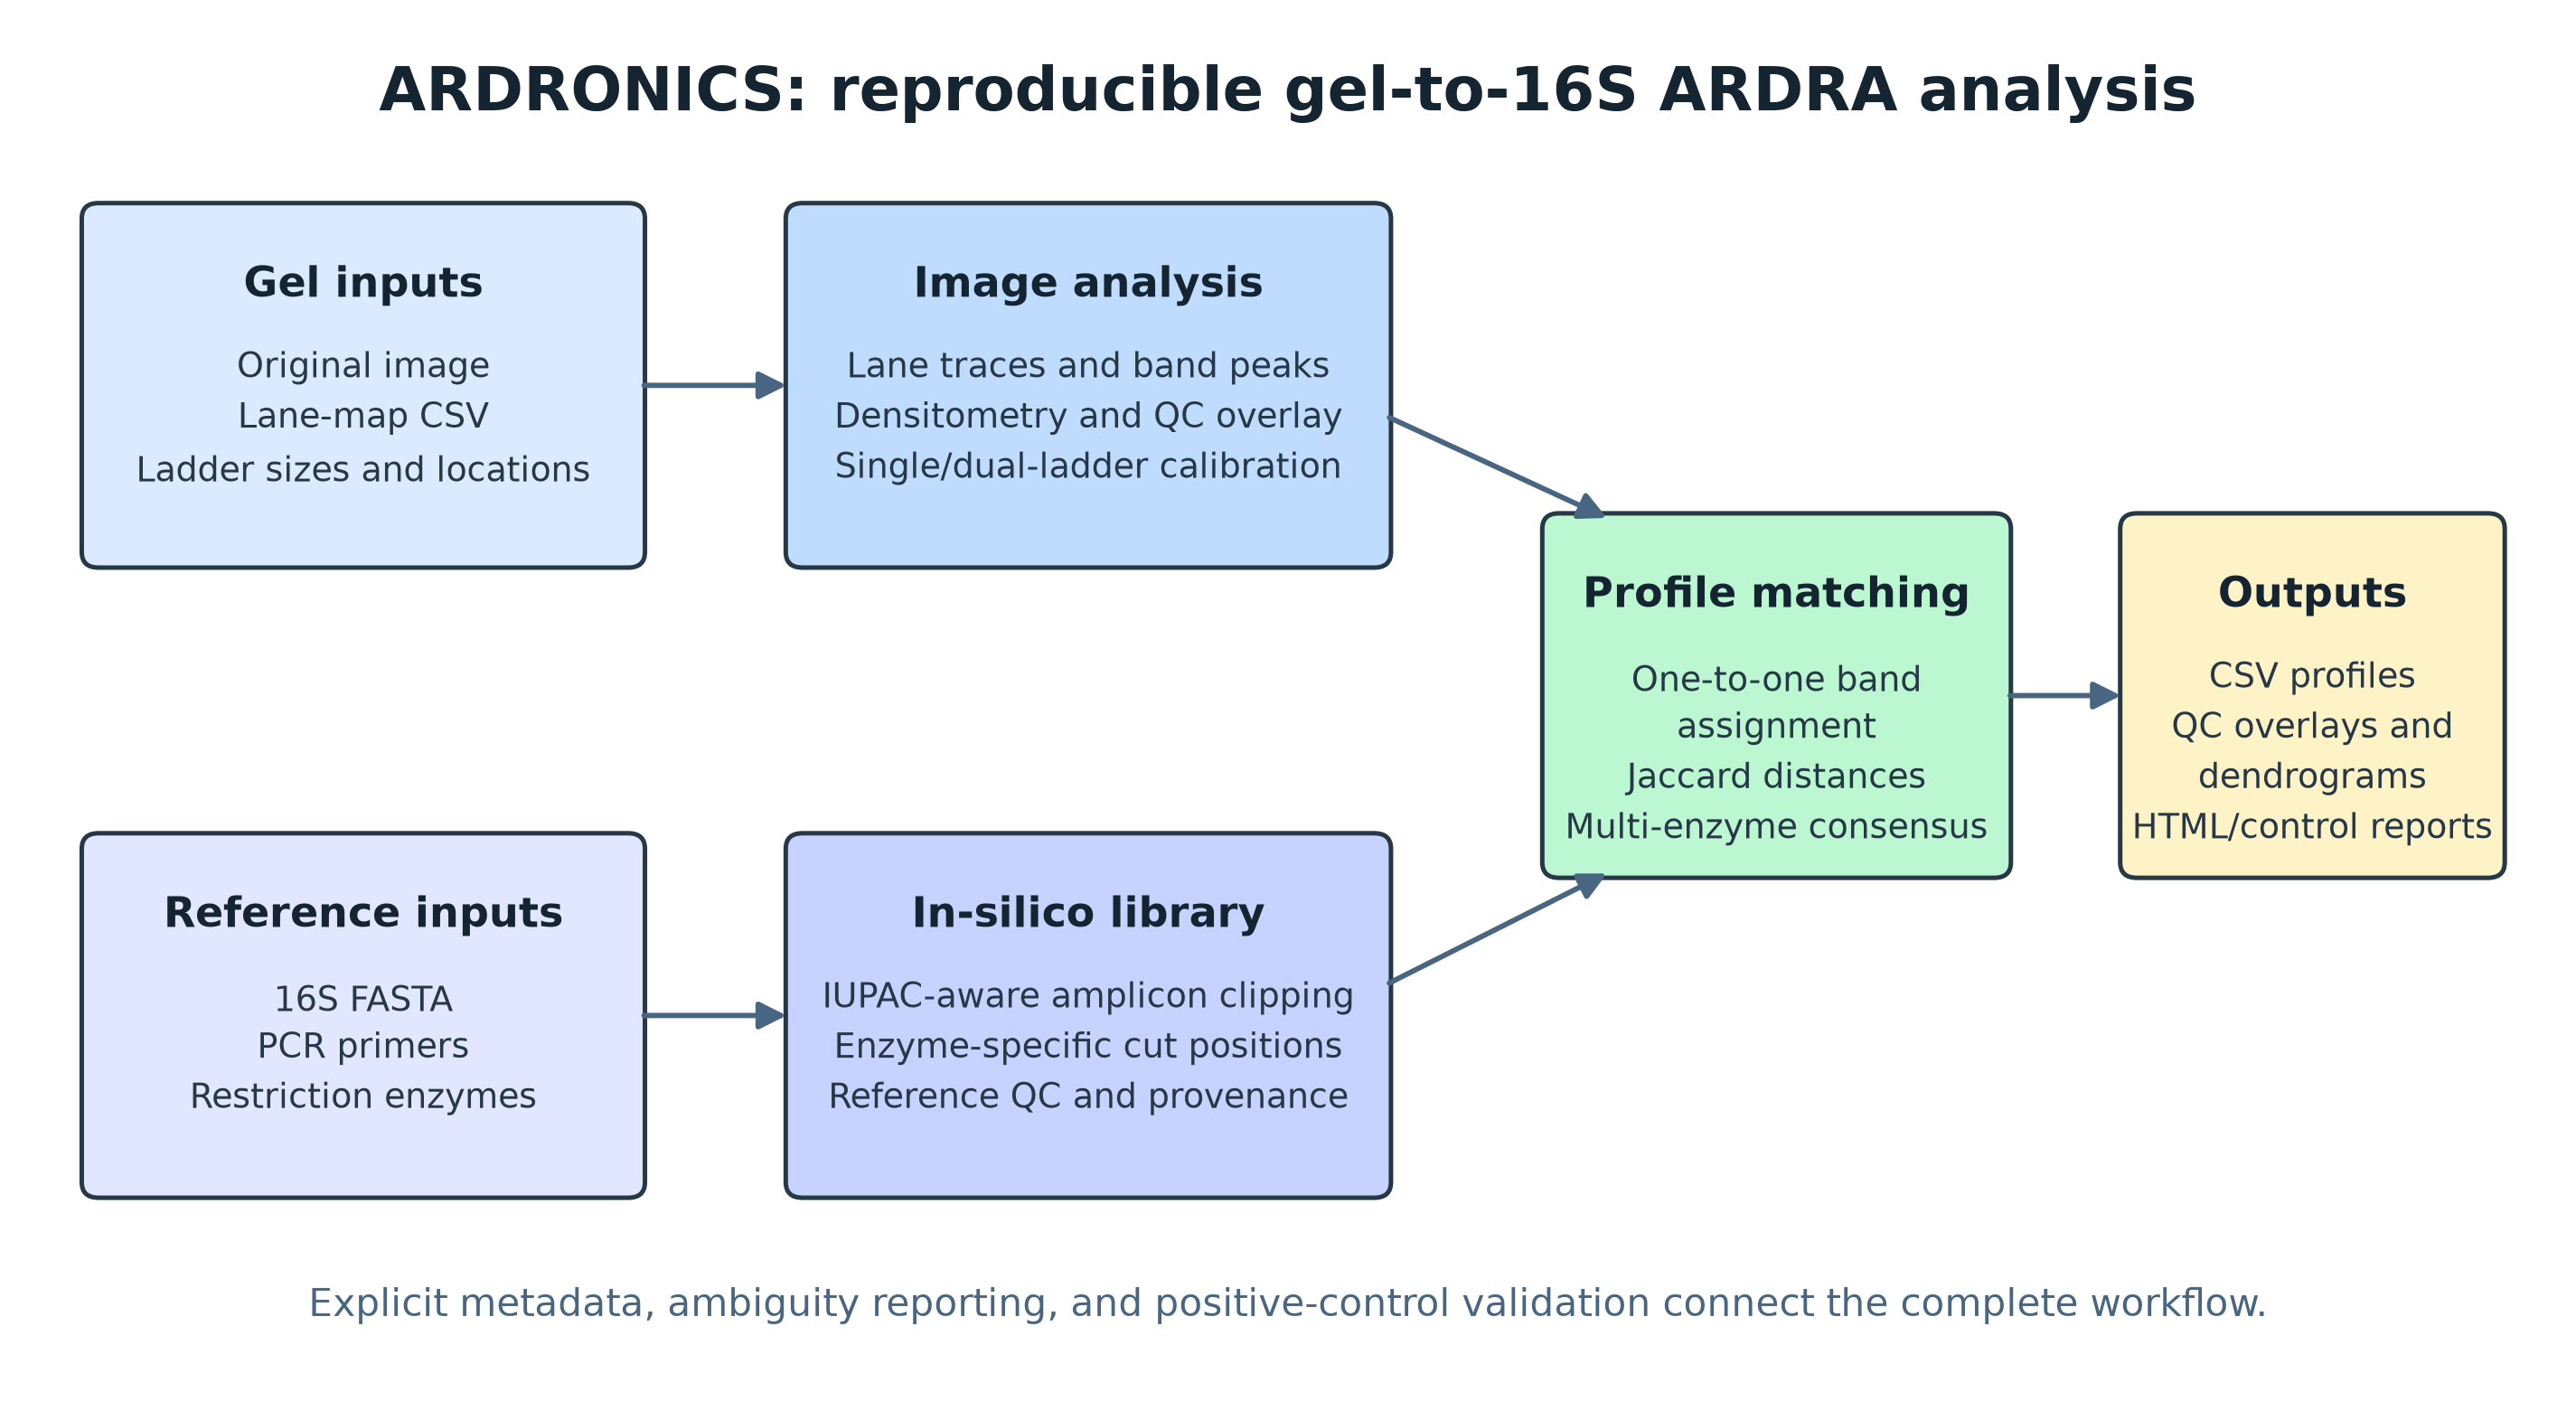 ARDRONICS: reproducible gel-to-16S ARDRA analysis
Gel inputs
Original image
Lane-map CSV
Ladder sizes and locations
Image analysis
Lane traces and band peaks
Densitometry and QC overlay
Single/dual-ladder calibration
Reference inputs
16S FASTA
PCR primers
Restriction enzymes
In-silico library
IUPAC-aware amplicon clipping
Enzyme-specific cut positions
Reference QC and provenance
Profile matching
One-to-one band
assignment
Jaccard distances
Multi-enzyme consensus
Outputs
CSV profiles
QC overlays and
dendrograms
HTML/control reports
Explicit metadata, ambiguity reporting, and positive-control validation connect the complete workflow.